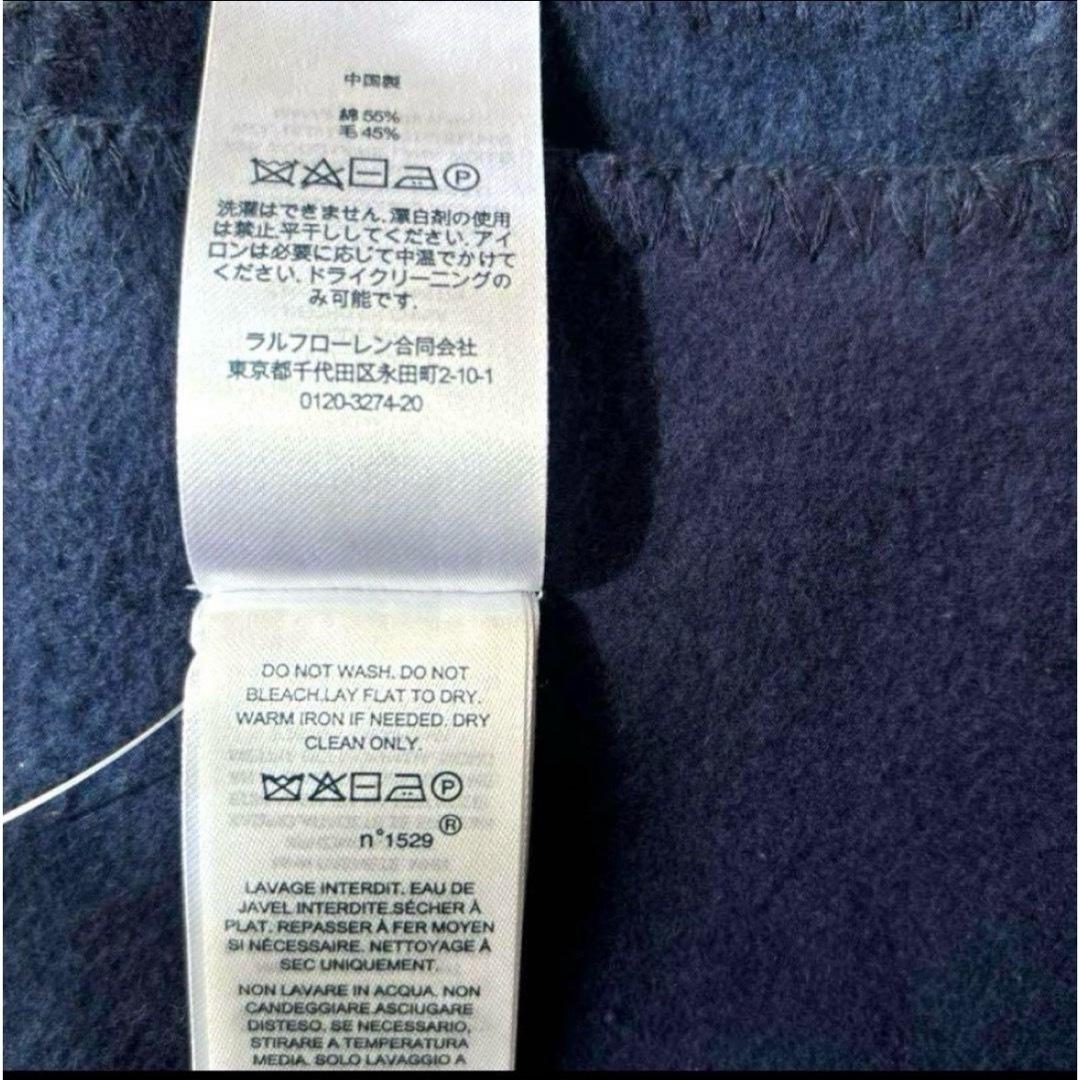 中国製
綿 55%
毛 45%
P
洗濯はできません. 漂白剤の使用
は禁止.平干ししてください. アイ
ロンは必要に応じて中温でかけて
ください. ドライクリーニングの
み可能です.
ラルフローレン合同会社
東京都千代田区永田町2-10-1
0120-3274-20
DO NOT WASH. DO NOT
BLEACH.LAY FLAT TO DRY.
WARM IRON IF NEEDED. DRY
CLEAN ONLY.
P
n°1529 ®
LAVAGE INTERDIT. EAU DE
JAVEL INTERDITE.SÉCHER À
PLAT. REPASSER À FER MOYEN
SI NÉCESSAIRE. NETTOYAGE À
SEC UNIQUEMENT.
NON LAVARE IN ACQUA. NON
CANDEGGIARE.ASCIUGARE
DISTESO. SE NECESSARIO,
STIRARE A TEMPERATURA
MEDIA. SOLO LAVAGGIO A